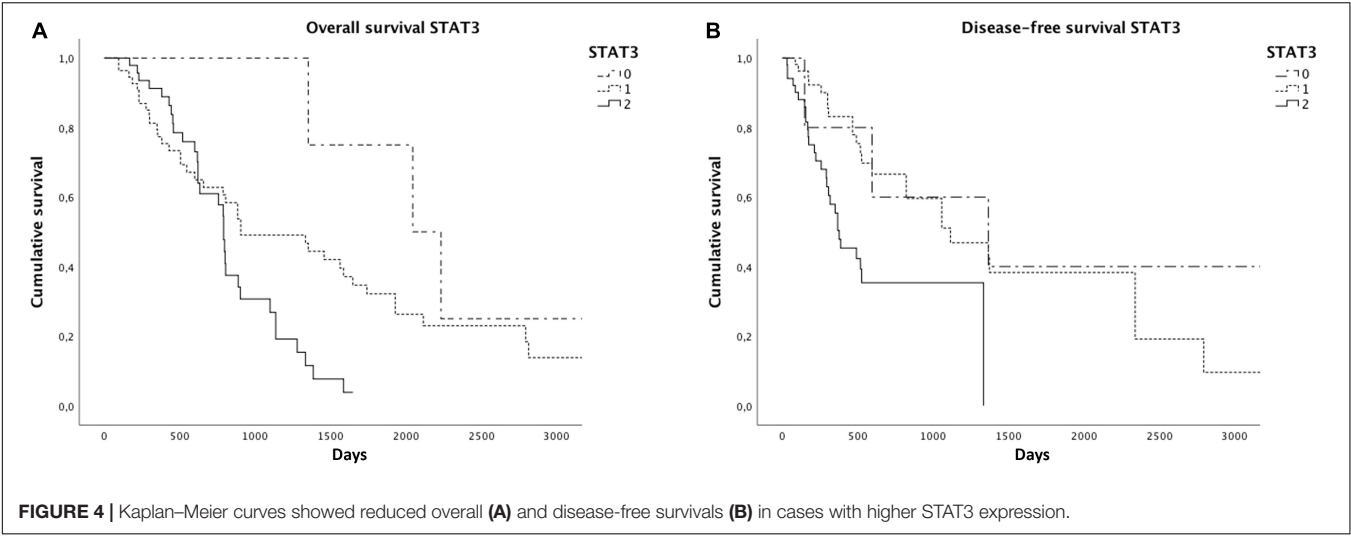 A
Overall survival STAT3
STAT3
0
1
2
Cumulative survival
1,0
0,8
0,6
0,4
0,2
0,0
0 500 1000 1500 2000 2500 3000
Days
B
Disease-free survival STAT3
STAT3
0
1
2
Cumulative survival
1,0
0,8
0,6
0,4
0,2
0,0
0 500 1000 1500 2000 2500 3000
Days
FIGURE 4 | Kaplan–Meier curves showed reduced overall (A) and disease-free survivals (B) in cases with higher STAT3 expression.